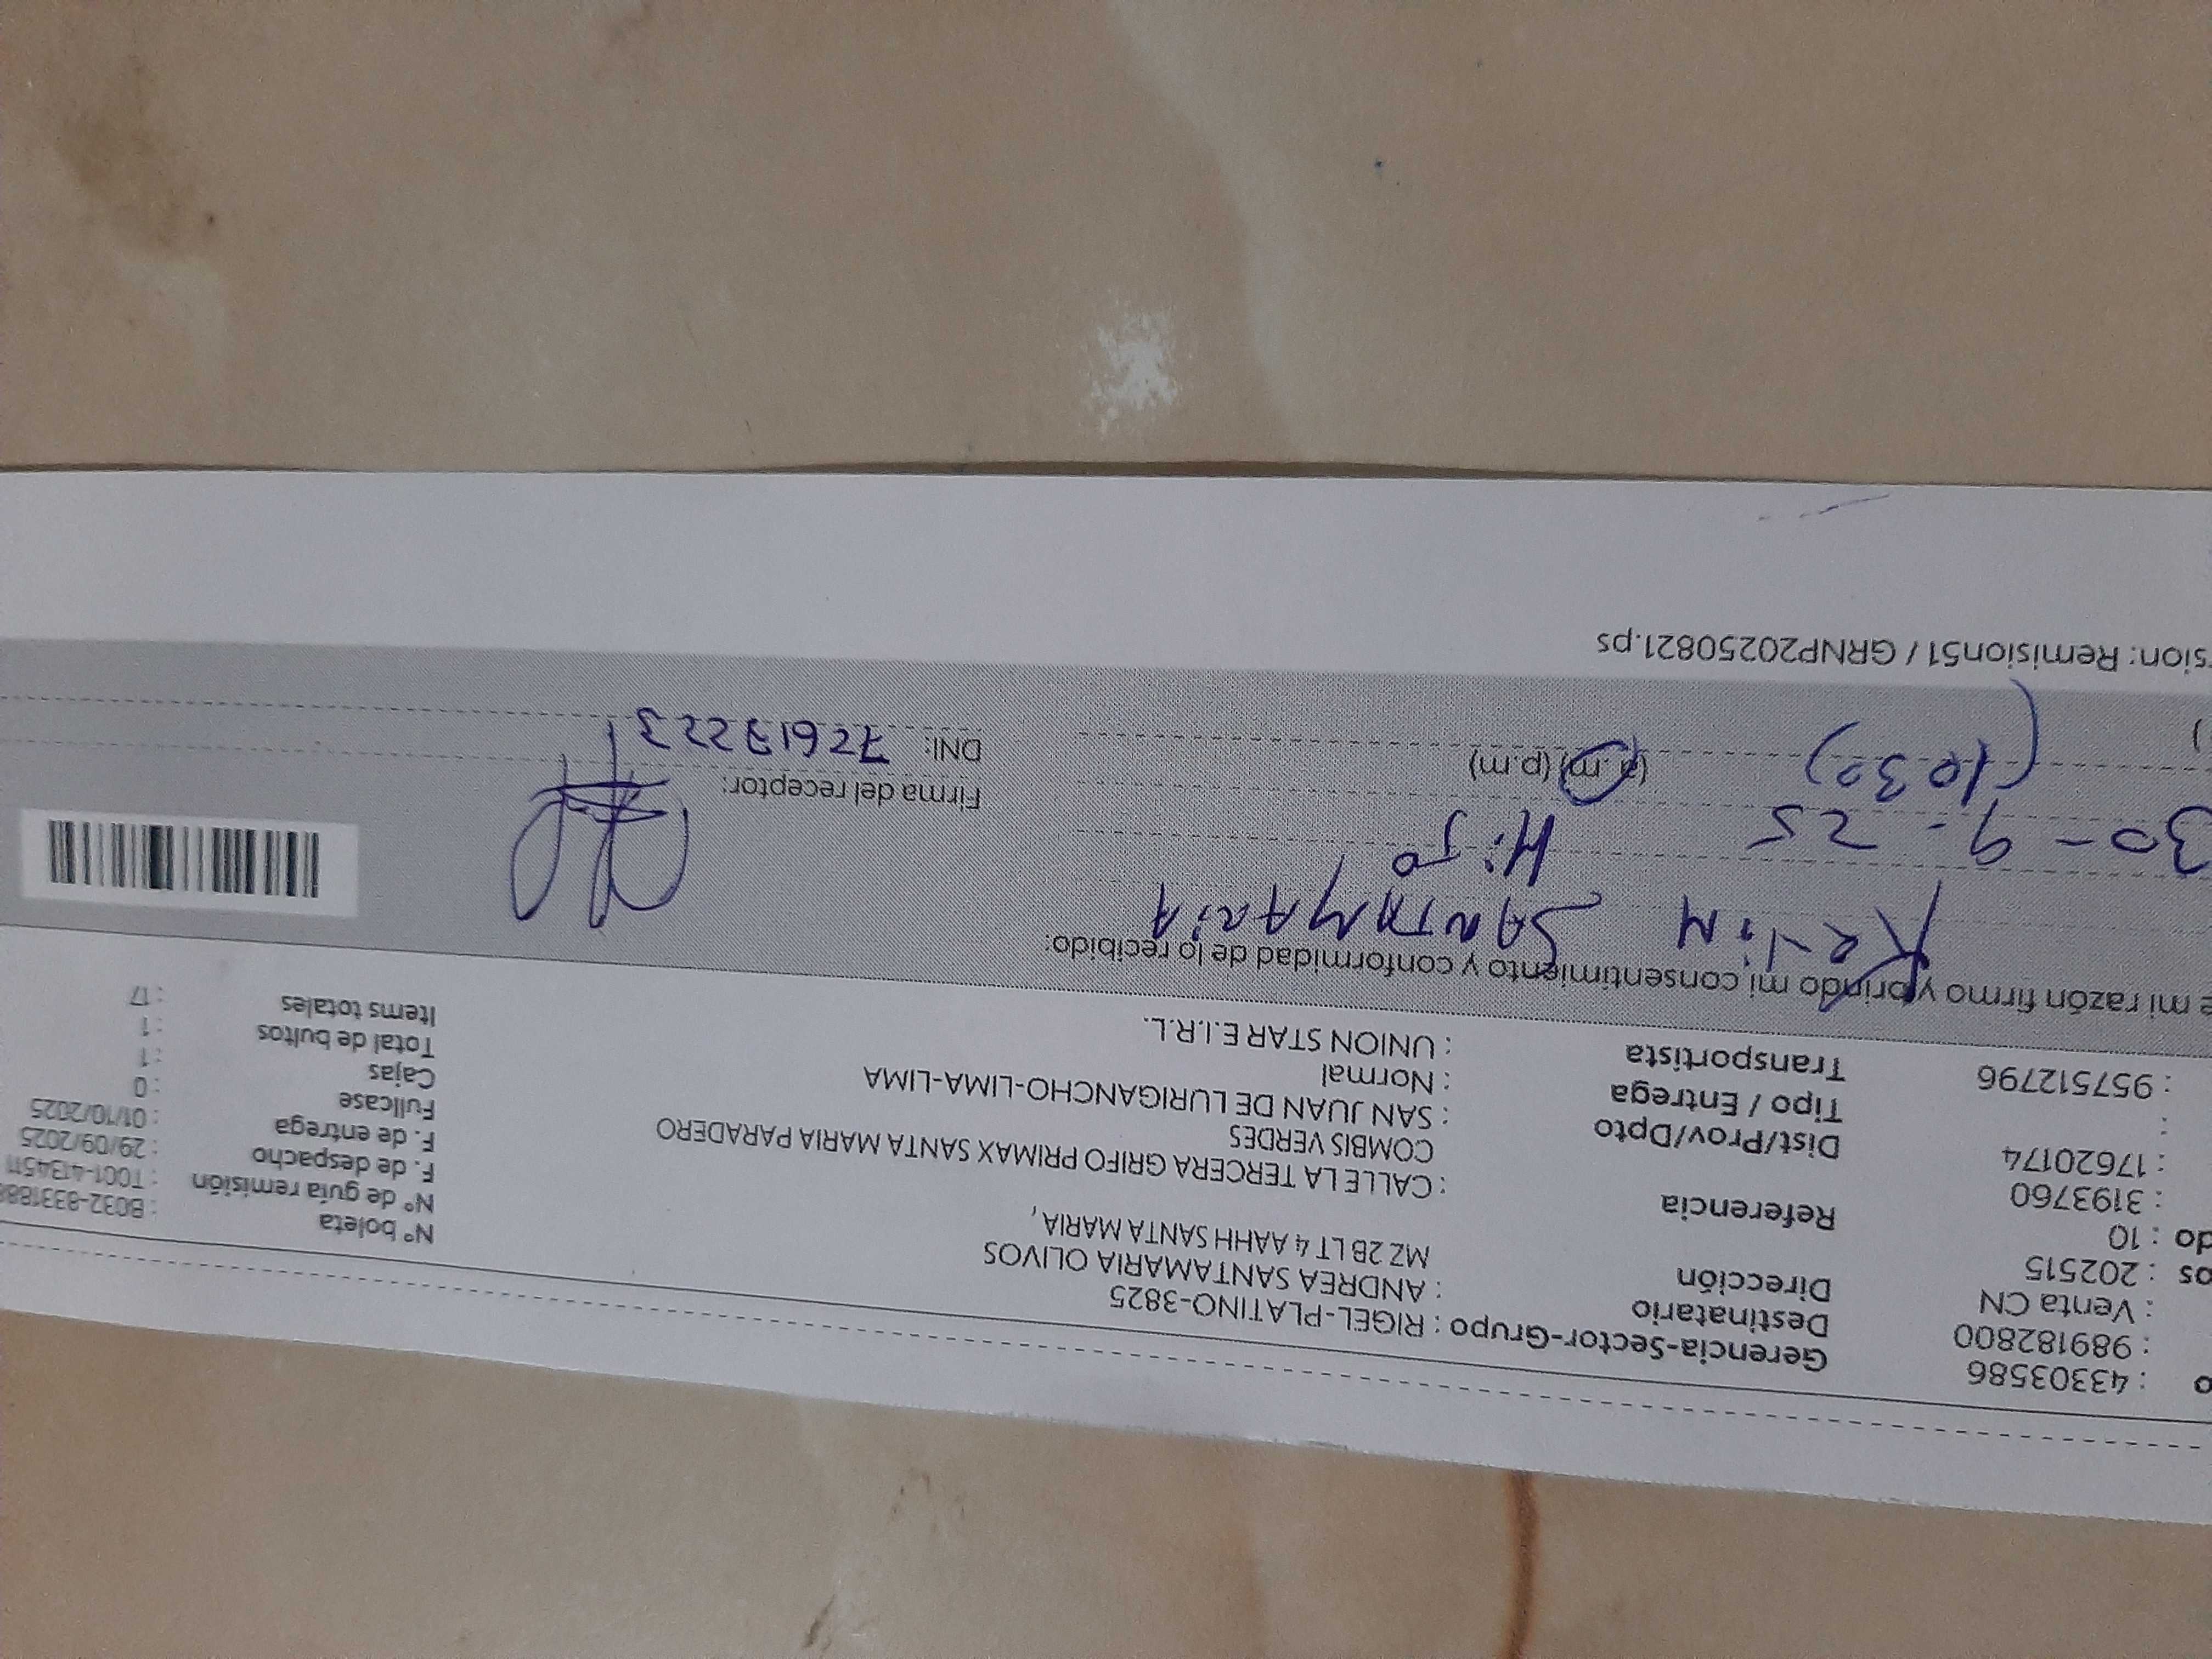 o : 43303586 Gerencia-Sector-Grupo : RIGEL-PLATINO-3825
: 989182800 Destinatario : ANDREA SANTAMARIA OLIVOS Nº boleta : B032-833188
: Venta CN Dirección MZ 2B LT 4 AAHH SANTA MARIA, Nº de guía remisión : T001-4134511
os : 202515 F. de despacho : 29/09/2025
do : 10 Referencia : CALLE LA TERCERA GRIFO PRIMAX SANTA MARIA PARADERO F. de entrega : 01/10/2025
: 3193760 COMBIS VERDES Fullcase : 0
: 17620174 Dist/Prov/Dpto : SAN JUAN DE LURIGANCHO-LIMA-LIMA Cajas : 1
: Tipo / Entrega : Normal Total de bultos : 1
: 957512796 Transportista : UNION STAR E.I.R.L. Items totales : 17
e mi razón firmo y brindo mi consentimiento y conformidad de lo recibido:
SANTAMARIA
30-9-25 Hijo
(1030) (a.m) (p.m) Firma del receptor:
DNI: 72617223
sion: Remision51 / GRNP20250821.ps